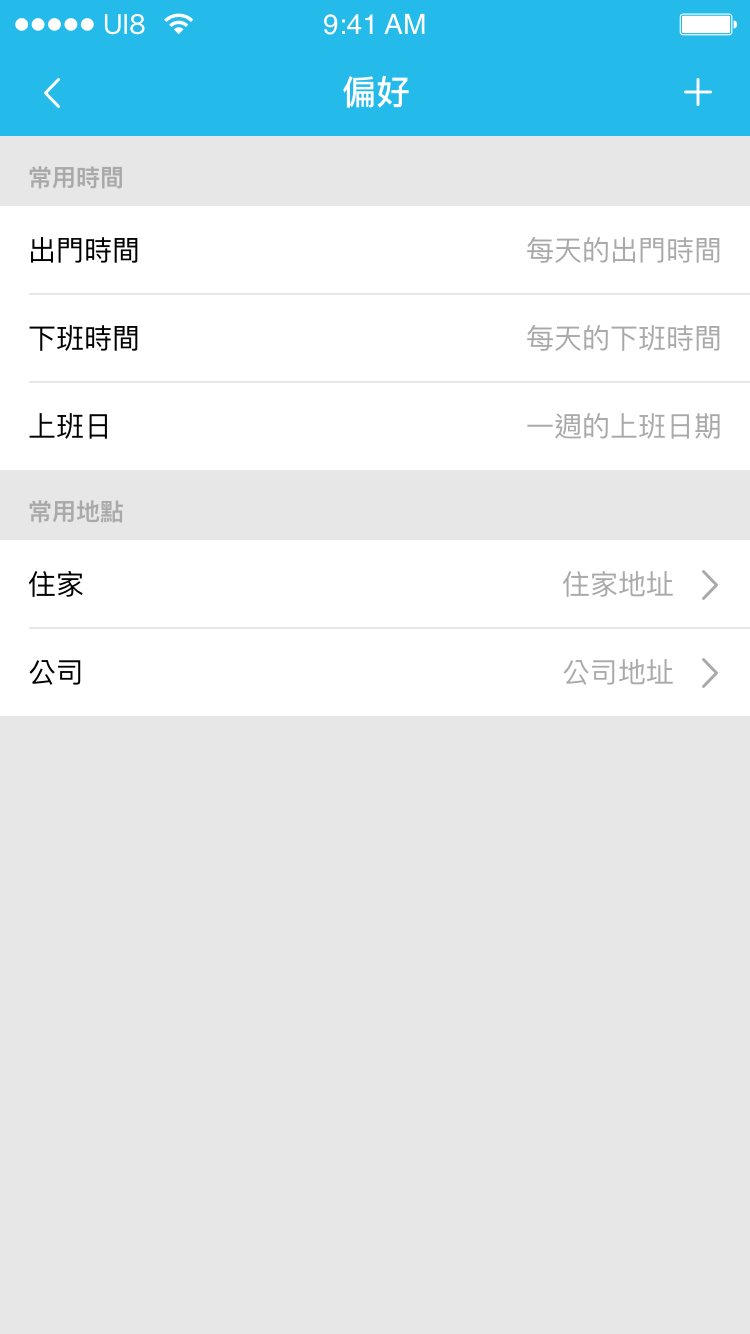 UI8 9:41 AM
偏好
常用時間
出門時間 每天的出門時間
下班時間 每天的下班時間
上班日 一週的上班日期
常用地點
住家 住家地址
公司 公司地址